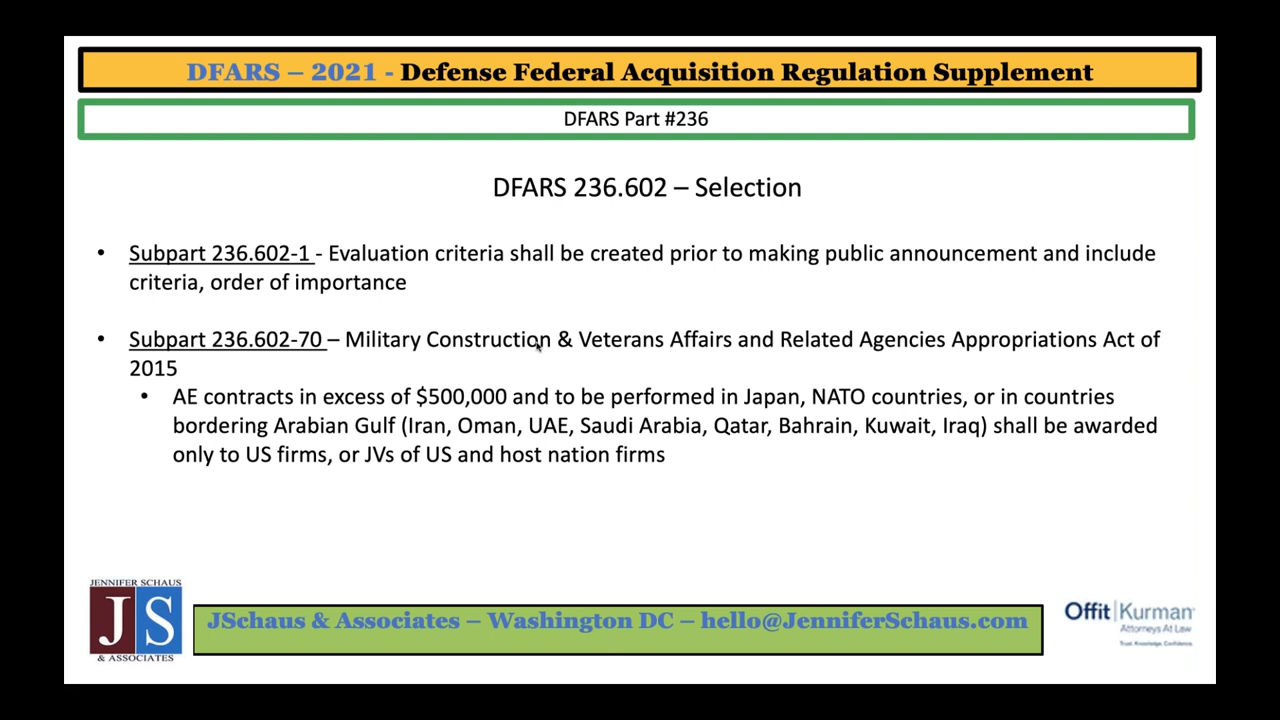 DFARS – 2021 - Defense Federal Acquisition Regulation Supplement
DFARS Part #236
DFARS 236.602 – Selection
• Subpart 236.602-1 - Evaluation criteria shall be created prior to making public announcement and include
criteria, order of importance
• Subpart 236.602-70 – Military Construction & Veterans Affairs and Related Agencies Appropriations Act of
2015
• AE contracts in excess of $500,000 and to be performed in Japan, NATO countries, or in countries
bordering Arabian Gulf (Iran, Oman, UAE, Saudi Arabia, Qatar, Bahrain, Kuwait, Iraq) shall be awarded
only to US firms, or JVs of US and host nation firms
JENNIFER SCHAUS
JS
& ASSOCIATES
JSchaus & Associates – Washington DC – hello@JenniferSchaus.com
Offit|Kurman
Attorneys At Law
Trust. Knowledge. Confidence.